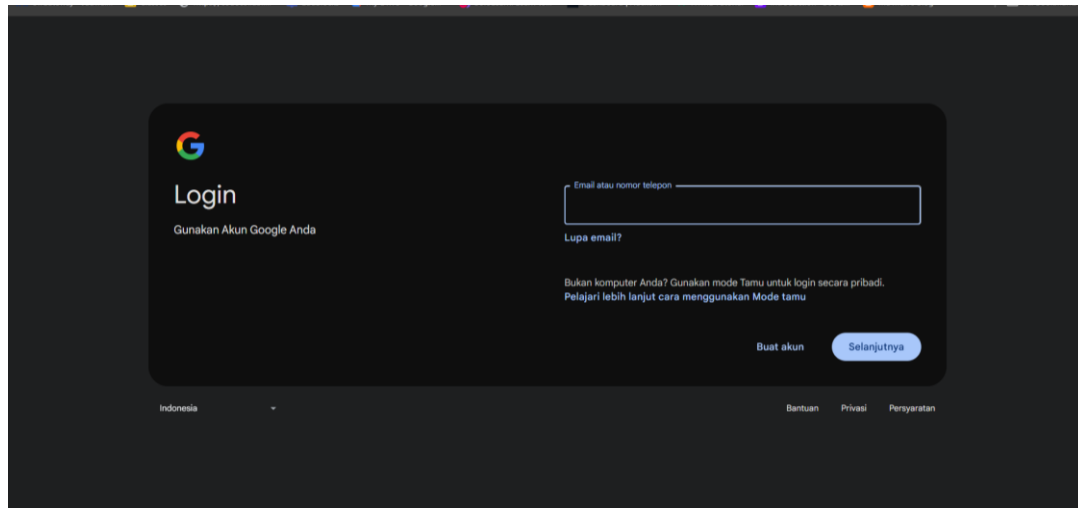 Login
Gunakan Akun Google Anda
Email atau nomor telepon
Lupa email?
Bukan komputer Anda? Gunakan mode Tamu untuk login secara pribadi.
Pelajari lebih lanjut cara menggunakan Mode tamu
Buat akun
Selanjutnya
Indonesia
Bantuan
Privasi
Persyaratan